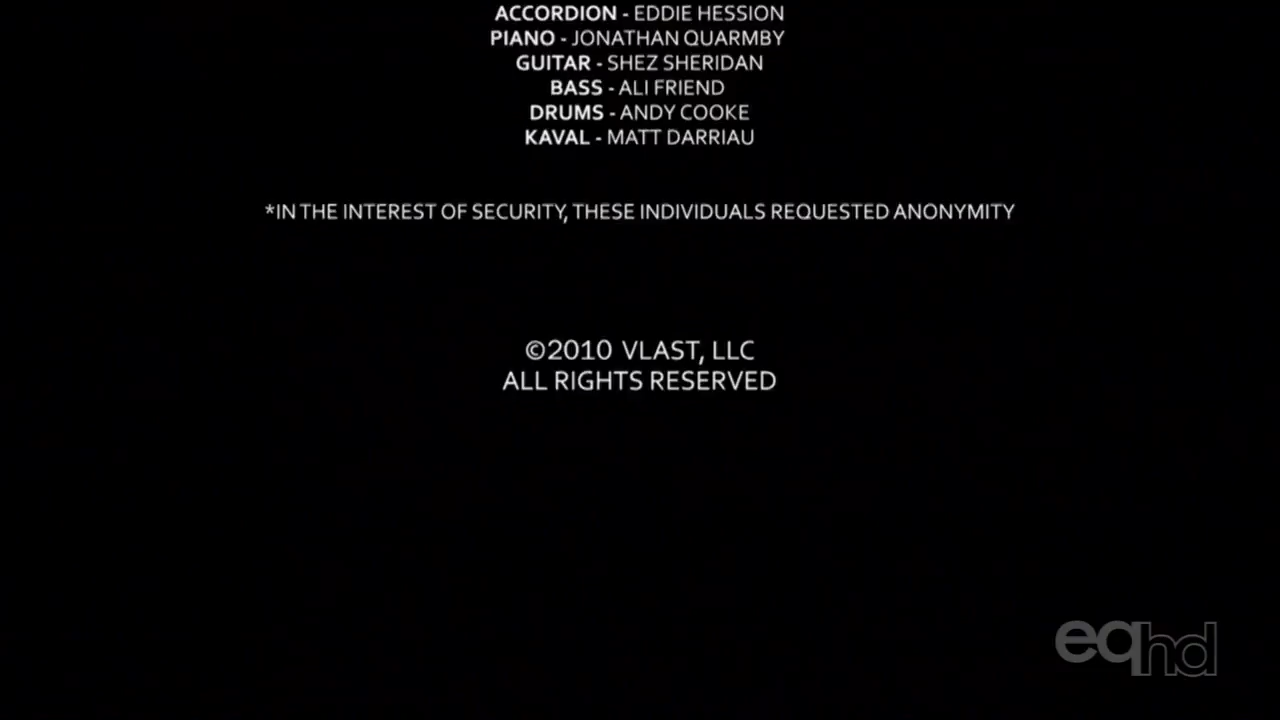 ACCORDION - EDDIE HESSION
PIANO - JONATHAN QUARMBY
GUITAR - SHEZ SHERIDAN
BASS - ALI FRIEND
DRUMS - ANDY COOKE
KAVAL - MATT DARRIAU
*IN THE INTEREST OF SECURITY, THESE INDIVIDUALS REQUESTED ANONYMITY
©2010 VLAST, LLC
ALL RIGHTS RESERVED
eqhd